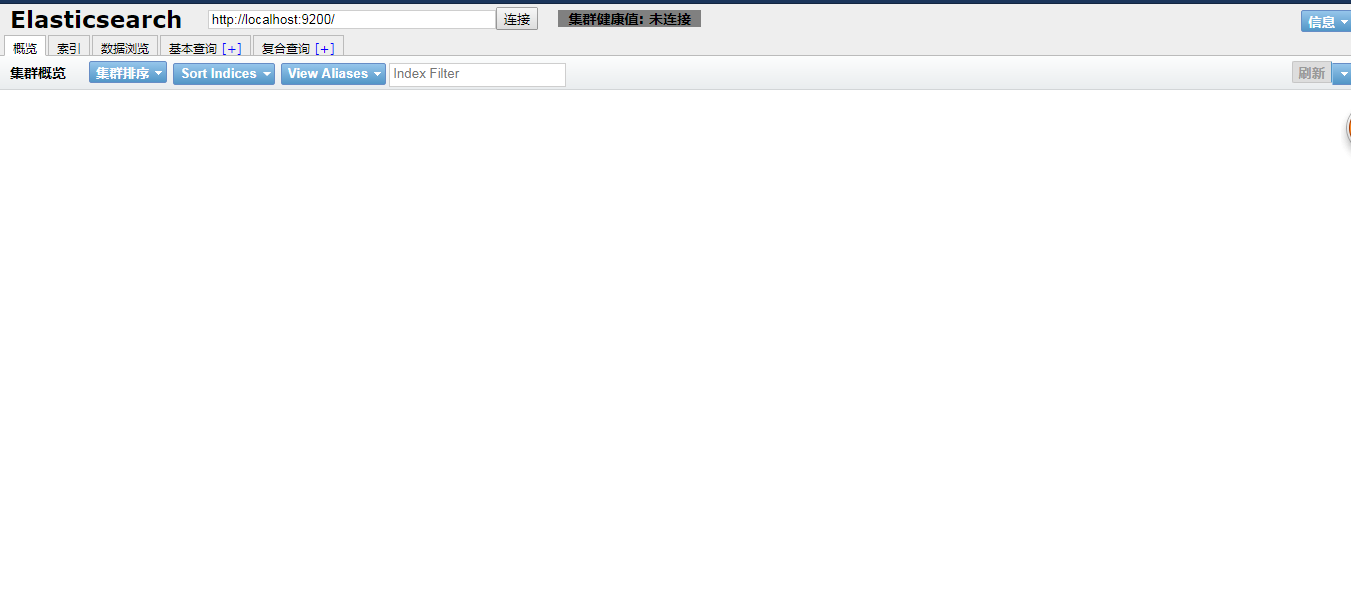 Elasticsearch http://localhost:9200/ 连接 集群健康值: 未连接 信息
概览 索引 数据浏览 基本查询 [+] 复合查询 [+]
集群概览 集群排序 Sort Indices View Aliases Index Filter 刷新